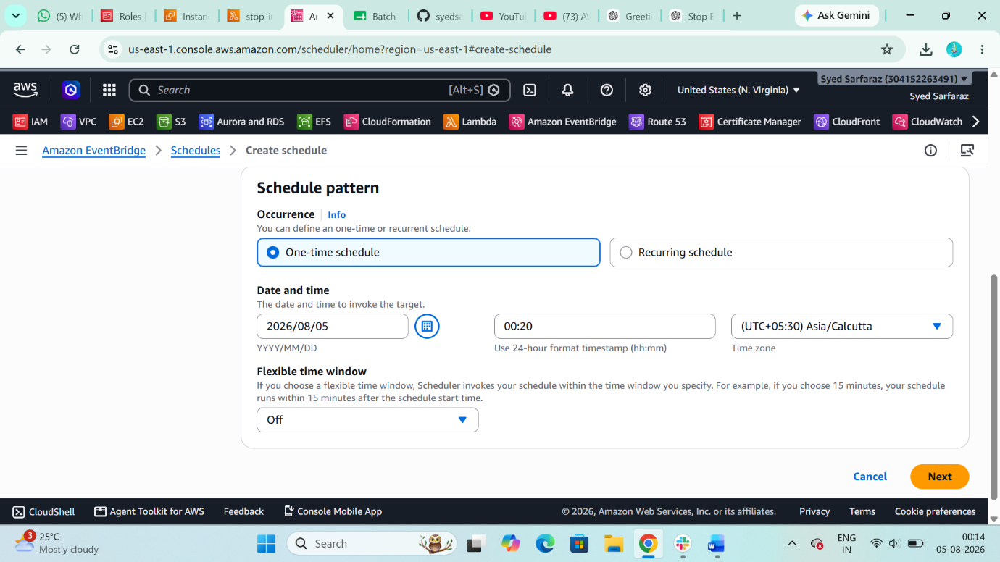 (5) Wh
Roles
Instan
stop-in
Ar
Batch-
syedsa
YouTu
(73) A
Greeti
Stop E
Ask Gemini
us-east-1.console.aws.amazon.com/scheduler/home?region=us-east-1#create-schedule
aws
Search
[Alt+S]
United States (N. Virginia)
Syed Sarfaraz (304152263491)
Syed Sarfaraz
IAM
VPC
EC2
S3
Aurora and RDS
EFS
CloudFormation
Lambda
Amazon EventBridge
Route 53
Certificate Manager
CloudFront
CloudWatch
Amazon EventBridge
Schedules
Create schedule
Schedule pattern
Occurrence
Info
You can define an one-time or recurrent schedule.
One-time schedule
Recurring schedule
Date and time
The date and time to invoke the target.
2026/08/05
00:20
(UTC+05:30) Asia/Calcutta
YYYY/MM/DD
Use 24-hour format timestamp (hh:mm)
Time zone
Flexible time window
If you choose a flexible time window, Scheduler invokes your schedule within the time window you specify. For example, if you choose 15 minutes, your schedule
runs within 15 minutes after the schedule start time.
Off
Cancel
Next
CloudShell
Agent Toolkit for AWS
Feedback
Console Mobile App
© 2026, Amazon Web Services, Inc. or its affiliates.
Privacy
Terms
Cookie preferences
3
25°C
Mostly cloudy
Search
ENG
IN
00:14
05-08-2026